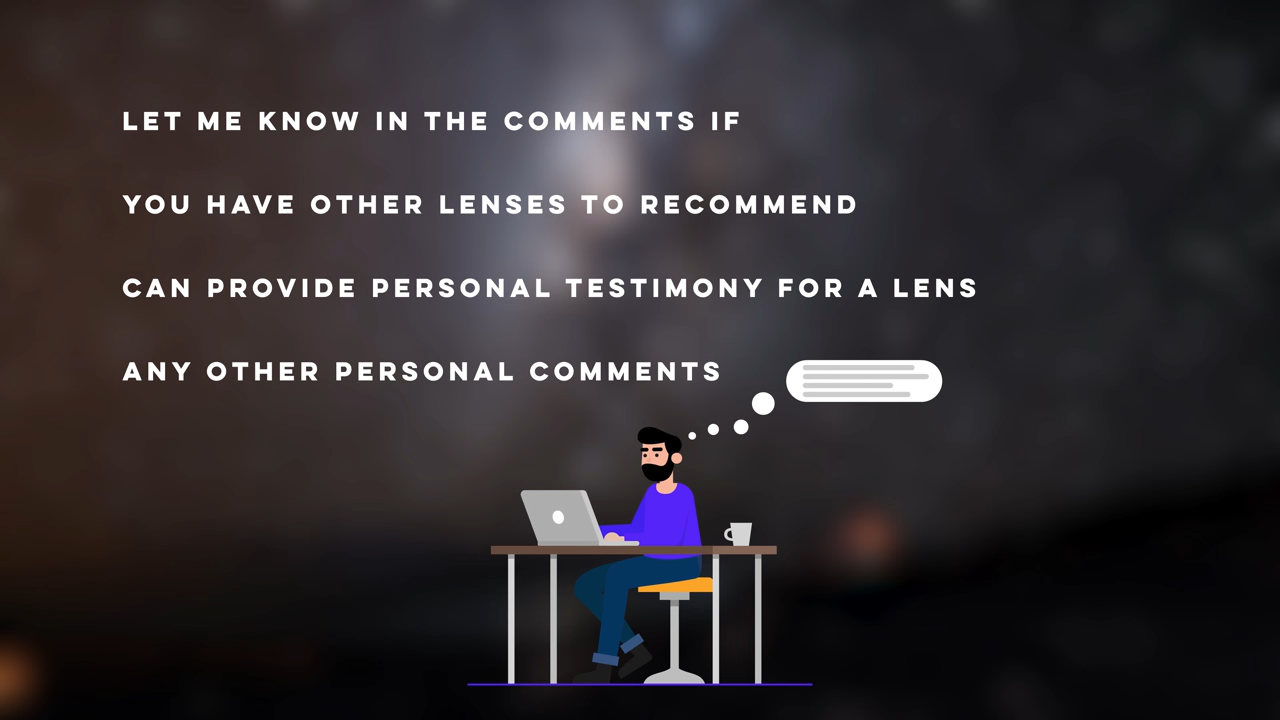 LET ME KNOW IN THE COMMENTS IF
YOU HAVE OTHER LENSES TO RECOMMEND
CAN PROVIDE PERSONAL TESTIMONY FOR A LENS
ANY OTHER PERSONAL COMMENTS